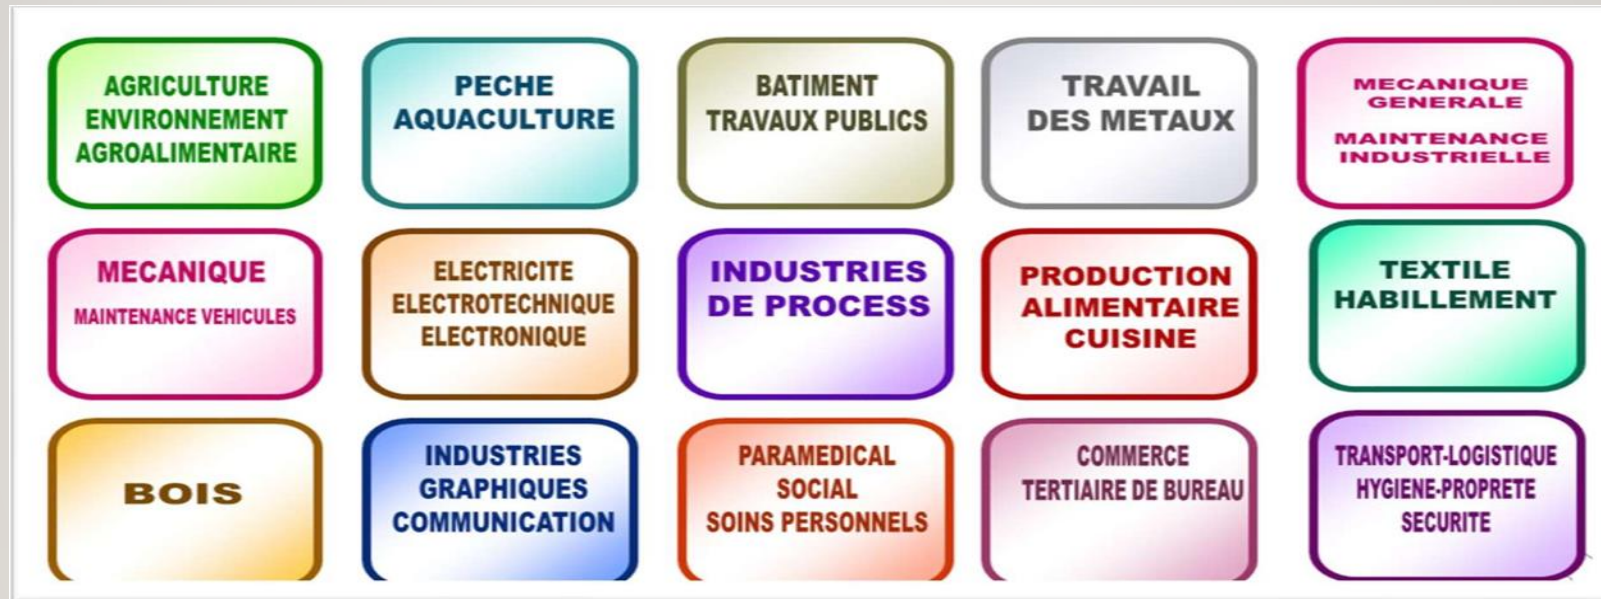 AGRICULTURE
ENVIRONNEMENT
AGROALIMENTAIRE
PECHE
AQUACULTURE
BATIMENT
TRAVAUX PUBLICS
TRAVAIL
DES METAUX
MECANIQUE
GENERALE
MAINTENANCE
INDUSTRIELLE
MECANIQUE
MAINTENANCE VEHICULES
ELECTRICITE
ELECTROTECHNIQUE
ELECTRONIQUE
INDUSTRIES
DE PROCESS
PRODUCTION
ALIMENTAIRE
CUISINE
TEXTILE
HABILLEMENT
BOIS
INDUSTRIES
GRAPHIQUES
COMMUNICATION
PARAMEDICAL
SOCIAL
SOINS PERSONNELS
COMMERCE
TERTIAIRE DE BUREAU
TRANSPORT-LOGISTIQUE
HYGIENE-PROPRETE
SECURITE